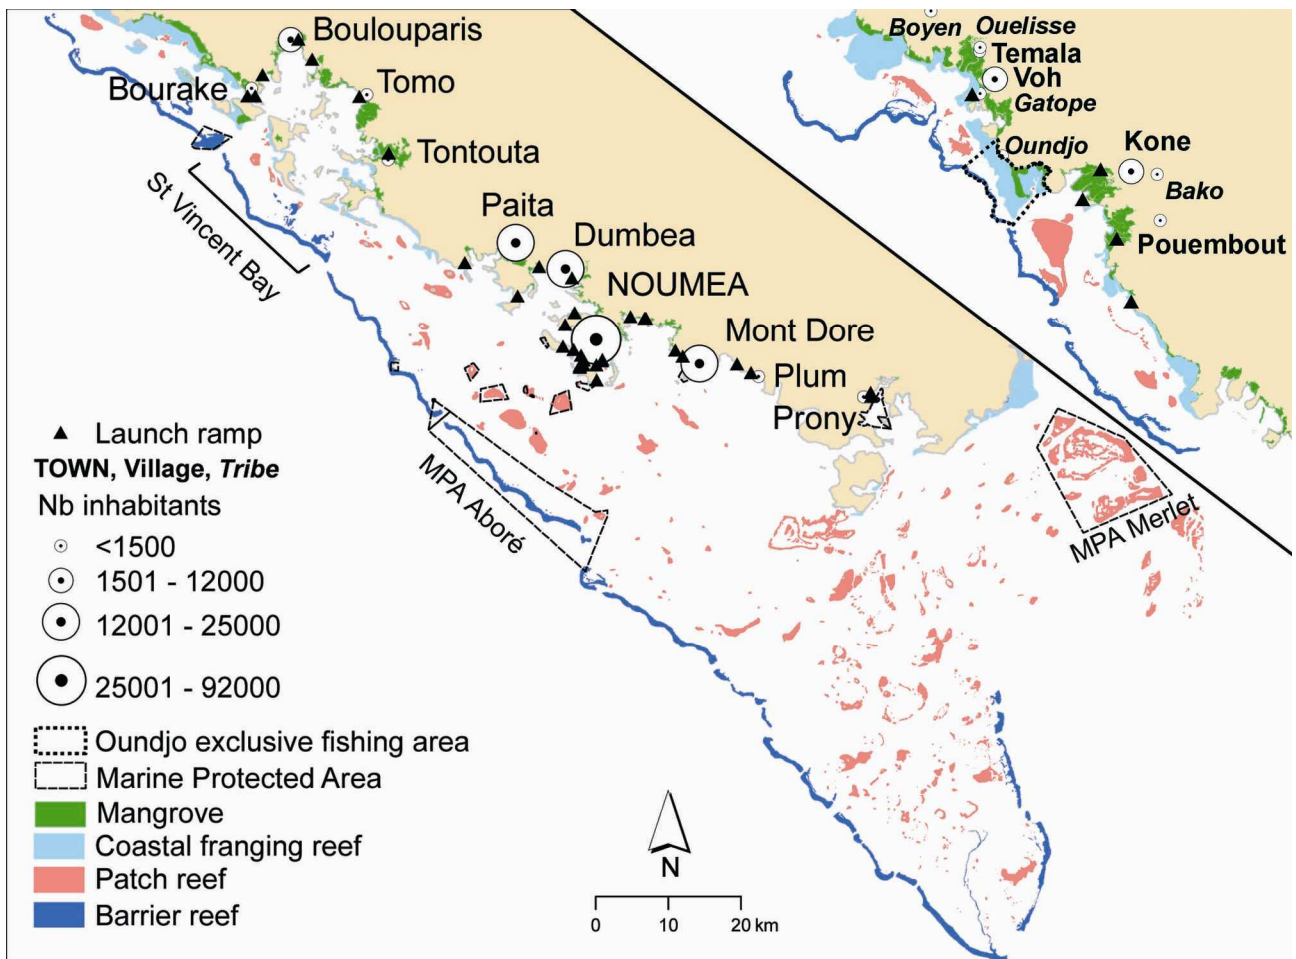 Boulouparis
Bourake
Tomo
Tontouta
St Vincent Bay
Paita
Dumbea
NOUMEA
Mont Dore
Plum
Prony
MPA Aboré
MPA Merlet
Boyen
Ouelisse
Temala
Voh
Gatope
Oundjo
Kone
Bako
Pouembout
Launch ramp
TOWN, Village, Tribe
Nb inhabitants
<1500
1501 - 12000
12001 - 25000
25001 - 92000
Oundjo exclusive fishing area
Marine Protected Area
Mangrove
Coastal franging reef
Patch reef
Barrier reef
N
0 10 20 km